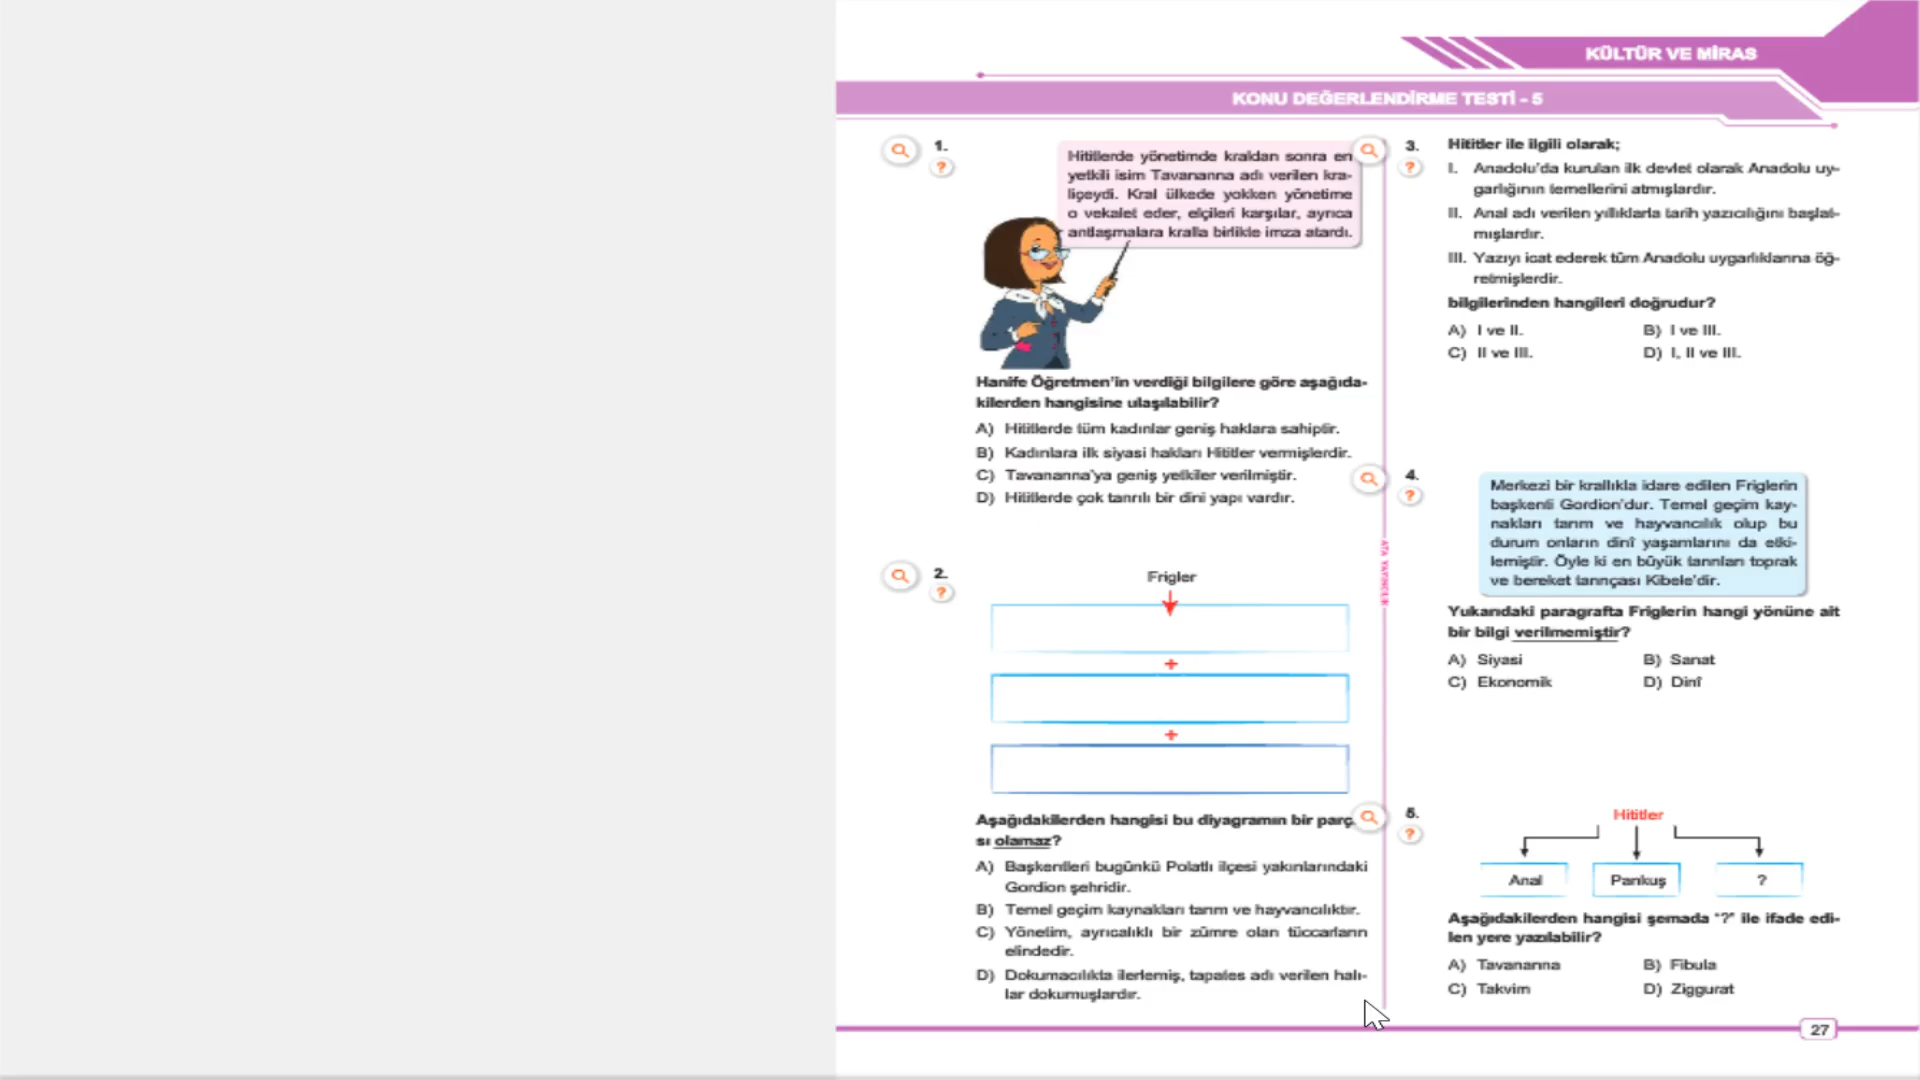 KÜLTÜR VE MİRAS
KONU DEĞERLENDİRME TESTİ - 5
1.
?
Hititlerde yönetimde kraldan sonra en
yetkili isim Tavananna adı verilen kra-
liçeydi. Kral ülkede yokken yönetime
o vekalet eder, elçileri karşılar, ayrıca
antlaşmalara kralla birlikte imza atardı.
Hanife Öğretmen'in verdiği bilgilere göre aşağıda-
kilerden hangisine ulaşılabilir?
A) Hititlerde tüm kadınlar geniş haklara sahiptir.
B) Kadınlara ilk siyasi hakları Hititler vermişlerdir.
C) Tavananna'ya geniş yetkiler verilmiştir.
D) Hititlerde çok tanrılı bir dini yapı vardır.
2.
?
Frigler
+
+
Aşağıdakilerden hangisi bu diyagramın bir parç
sı olamaz?
A) Başkentleri bugünkü Polatlı ilçesi yakınlarındaki
Gordion şehridir.
B) Temel geçim kaynakları tarım ve hayvancılıktır.
C) Yönetim, ayrıcalıklı bir zümre olan tüccarların
elindedir.
D) Dokumacılıkta ilerlemiş, tapates adı verilen halı-
lar dokumuşlardır.
ATA YAYINCILIK
3.
?
Hititler ile ilgili olarak;
I. Anadolu'da kurulan ilk devlet olarak Anadolu uy-
garlığının temellerini atmışlardır.
II. Anal adı verilen yıllıklarla tarih yazıcılığını başlat-
mışlardır.
III. Yazıyı icat ederek tüm Anadolu uygarlıklarına öğ-
retmişlerdir.
bilgilerinden hangileri doğrudur?
A) I ve II. B) I ve III.
C) II ve III. D) I, II ve III.
4.
?
Merkezi bir krallıkla idare edilen Friglerin
başkenti Gordion'dur. Temel geçim kay-
nakları tarım ve hayvancılık olup bu
durum onların dinî yaşamlarını da etki-
lemiştir. Öyle ki en büyük tanrıları toprak
ve bereket tanrıçası Kibele'dir.
Yukarıdaki paragrafta Friglerin hangi yönüne ait
bir bilgi verilmemiştir?
A) Siyasi B) Sanat
C) Ekonomik D) Dinî
5.
?
Hititler
Anal Pankuş ?
Aşağıdakilerden hangisi şemada "?" ile ifade edi-
len yere yazılabilir?
A) Tavananna B) Fibula
C) Takvim D) Ziggurat
27